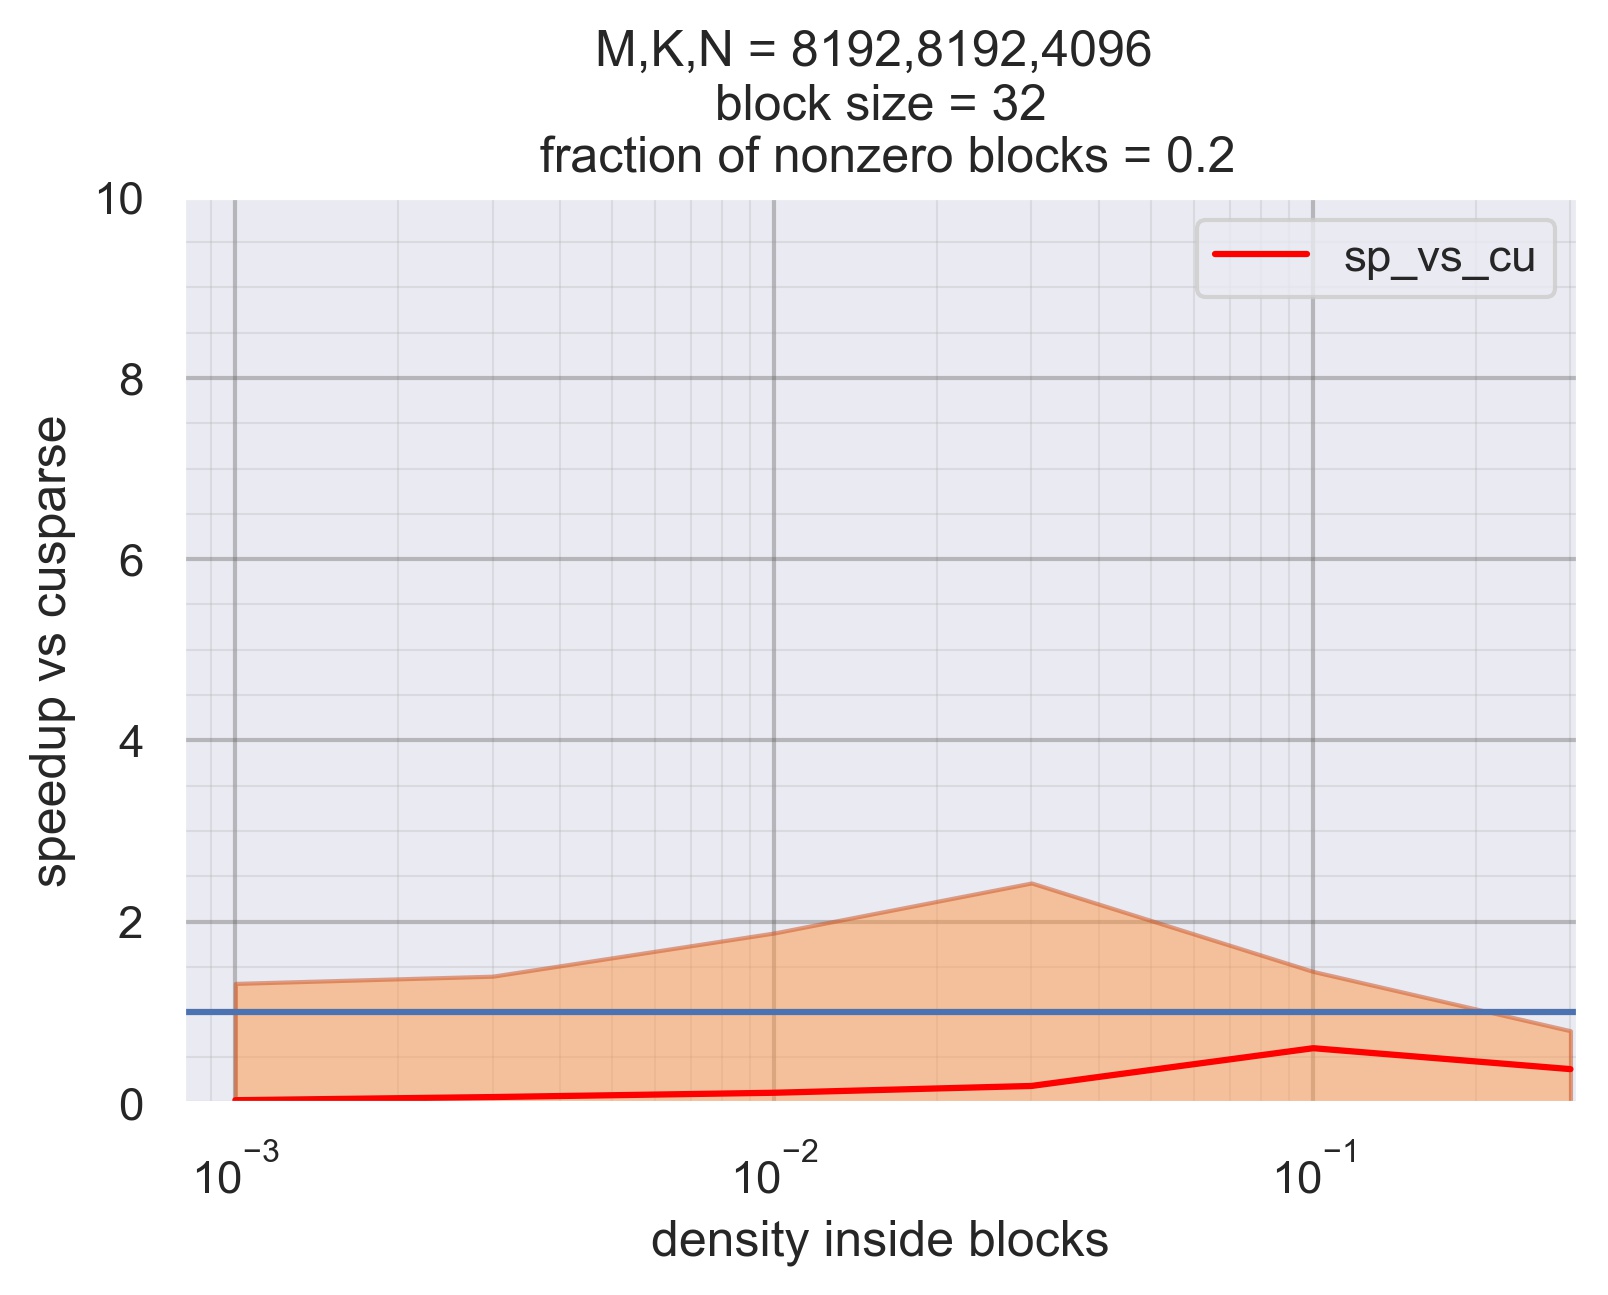 M,K,N = 8192,8192,4096
block size = 32
fraction of nonzero blocks = 0.2
10
8
6
4
2
0
speedup vs cusparse
sp_vs_cu
10⁻³
10⁻²
10⁻¹
density inside blocks